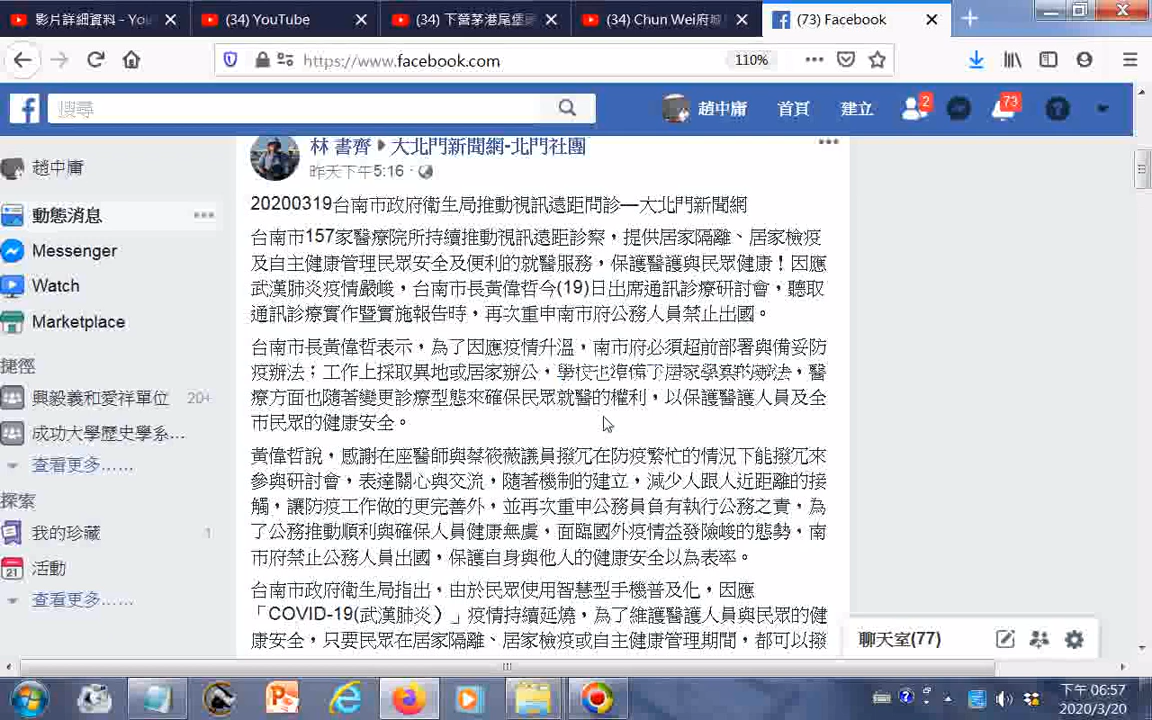 影片詳細資料 - You
(34) YouTube
(34) 下營茅港尾堡
(34) Chun Wei府城
(73) Facebook
https://www.facebook.com
110%
搜尋
趙中庸
首頁
建立
2
73
趙中庸
動態消息
Messenger
Watch
Marketplace
捷徑
興毅義和愛祥單位 20+
成功大學歷史學系...
查看更多……
探索
我的珍藏 1
21 活動
查看更多……
林 書齊 ▶ 大北門新聞網-北門社團
昨天下午5:16 ·
20200319台南市政府衛生局推動視訊遠距問診—大北門新聞網
台南市157家醫療院所持續推動視訊遠距診察，提供居家隔離、居家檢疫
及自主健康管理民眾安全及便利的就醫服務，保護醫護與民眾健康！因應
武漢肺炎疫情嚴峻，台南市長黃偉哲今(19)日出席通訊診療研討會，聽取
通訊診療實作暨實施報告時，再次重申南市府公務人員禁止出國。
台南市長黃偉哲表示，為了因應疫情升溫，南市府必須超前部署與備妥防
疫辦法；工作上採取異地或居家辦公，學校也準備了居家學習的辦法，醫
療方面也隨著變更診療型態來確保民眾就醫的權利，以保護醫護人員及全
市民眾的健康安全。
黃偉哲說，感謝在座醫師與蔡筱薇議員撥冗在防疫繁忙的情況下能撥冗來
參與研討會，表達關心與交流，隨著機制的建立，減少人跟人近距離的接
觸，讓防疫工作做的更完善外，並再次重申公務員負有執行公務之責，為
了公務推動順利與確保人員健康無虞，面臨國外疫情益發險峻的態勢，南
市府禁止公務人員出國，保護自身與他人的健康安全以為表率。
台南市政府衛生局指出，由於民眾使用智慧型手機普及化，因應
「COVID-19(武漢肺炎）」疫情持續延燒，為了維護醫護人員與民眾的健
康安全，只要民眾在居家隔離、居家檢疫或自主健康管理期間，都可以撥
聊天室(77)
下午 06:57
2020/3/20